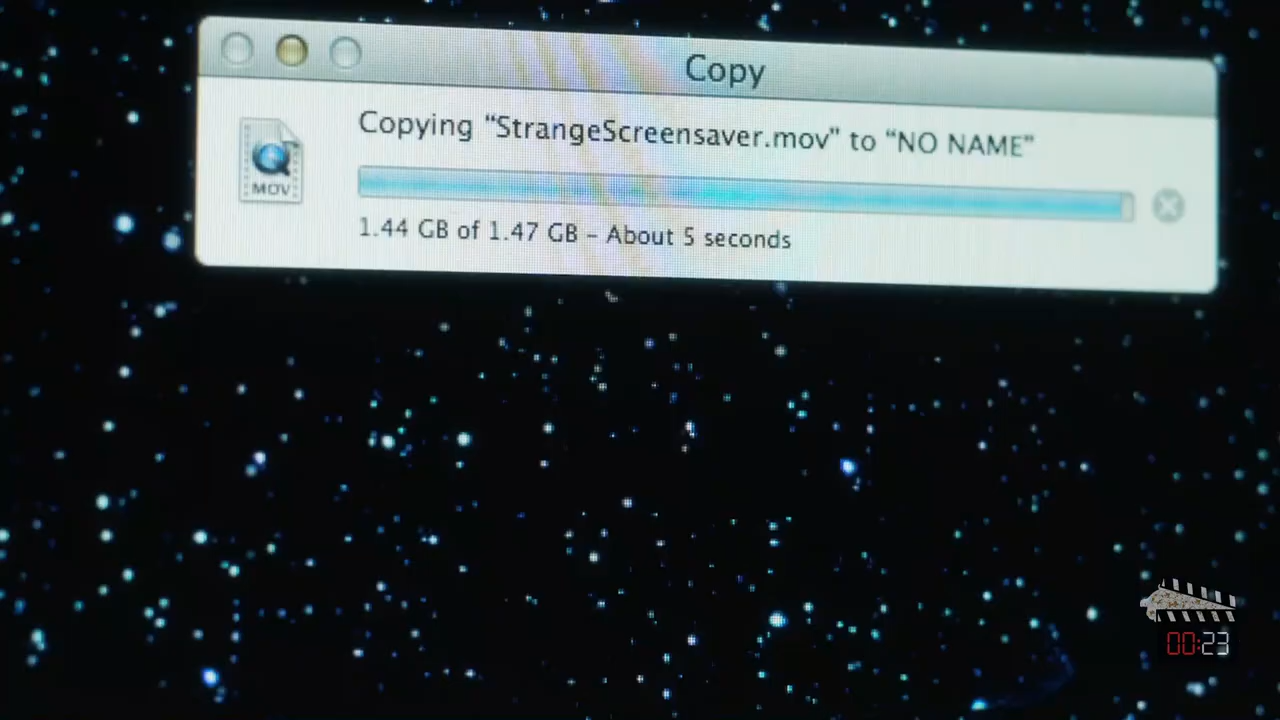 Copy
Copying “StrangeScreensaver.mov” to “NO NAME”
MOV
1.44 GB of 1.47 GB – About 5 seconds
00:23